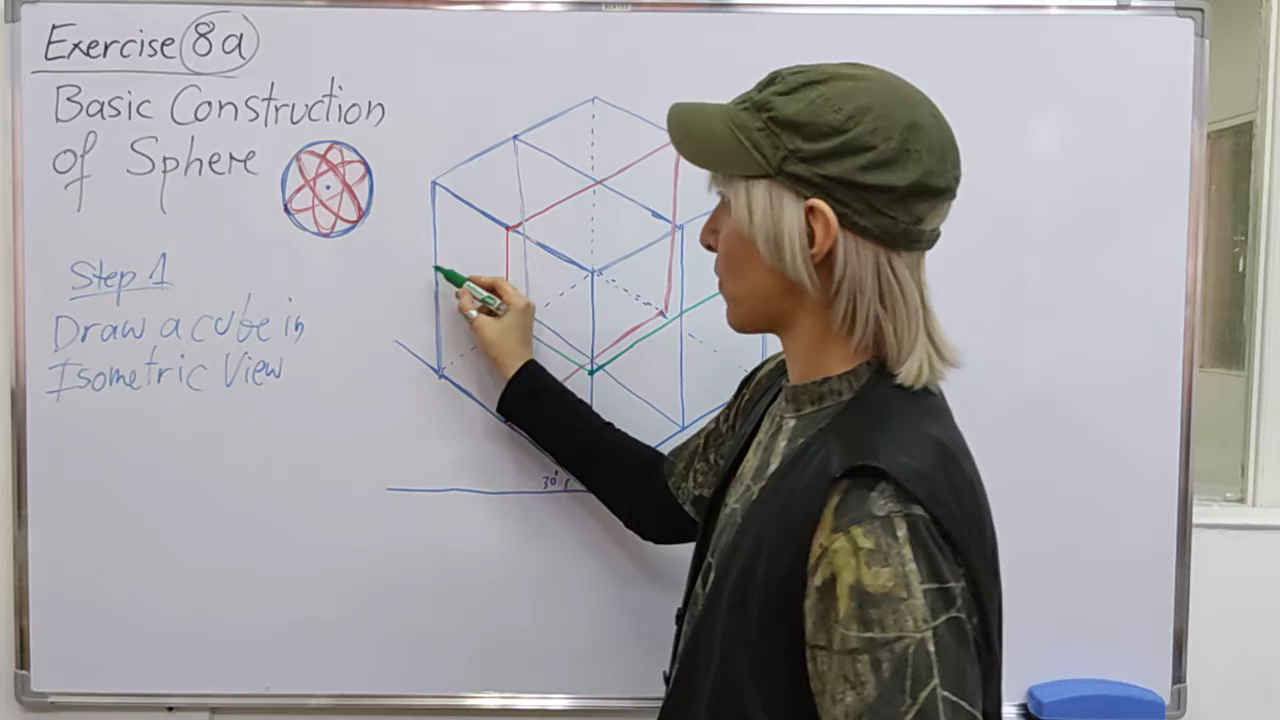 Exercise 8a
Basic Construction
of Sphere
Step 1
Draw a cube in
Isometric View
30°